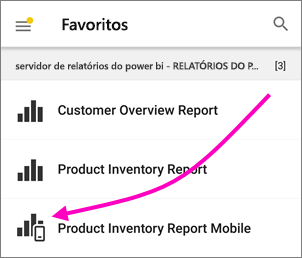 Favoritos
servidor de relatórios do power bi - RELATÓRIOS DO P... [3]
Customer Overview Report
Product Inventory Report
Product Inventory Report Mobile